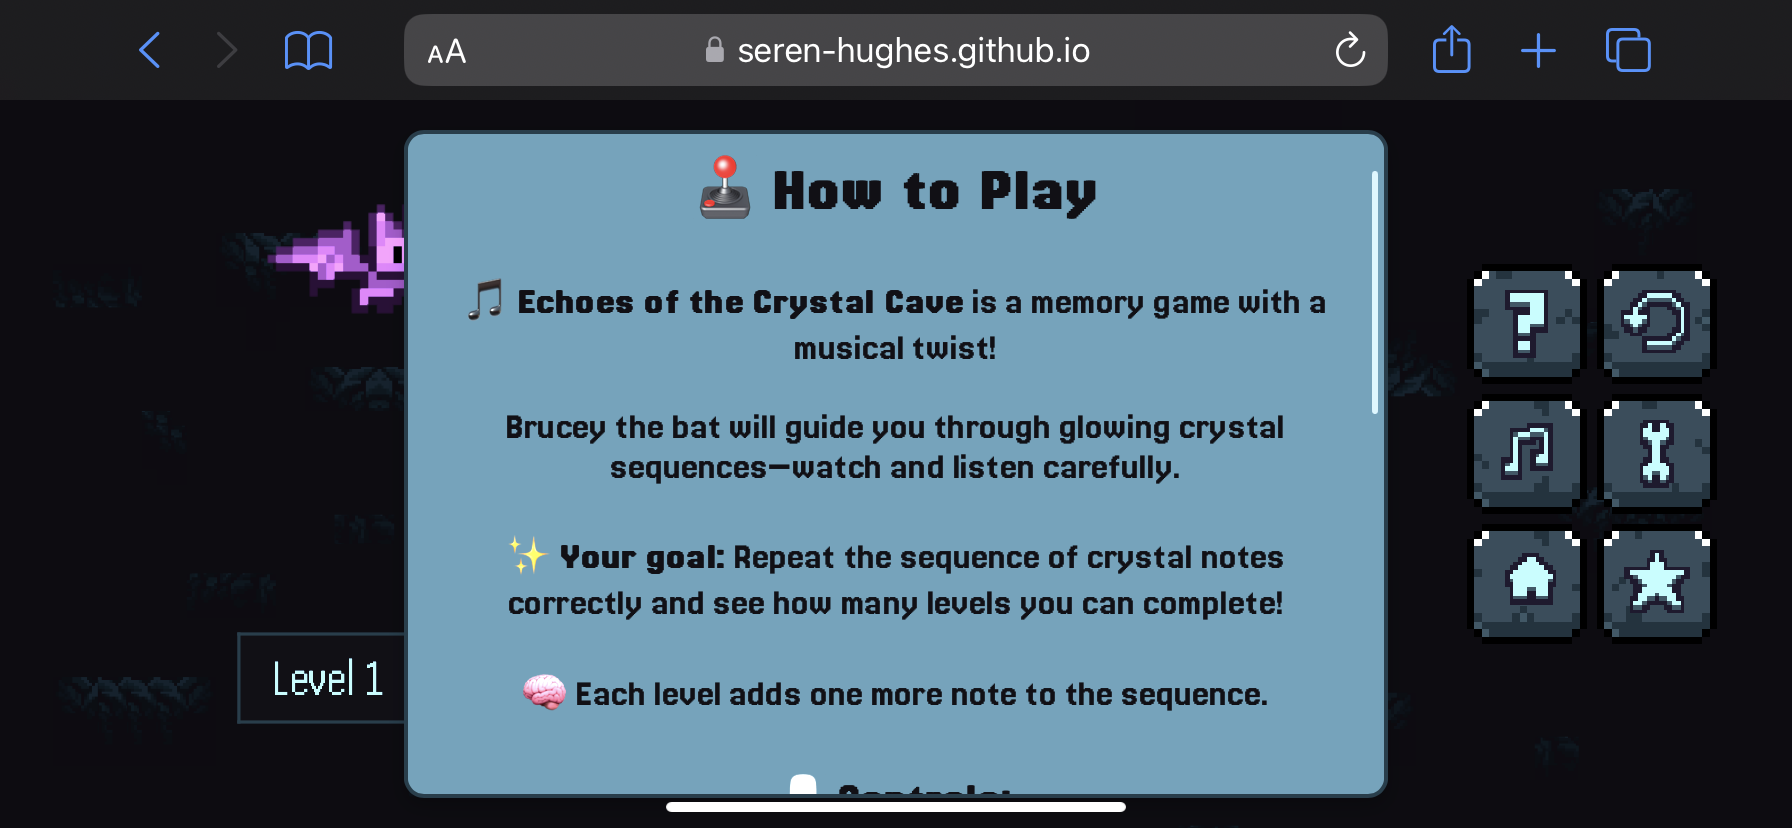 AA
seren-hughes.github.io
How to Play
Echoes of the Crystal Cave is a memory game with a
musical twist!
Brucey the bat will guide you through glowing crystal
sequences—watch and listen carefully.
Your goal: Repeat the sequence of crystal notes
correctly and see how many levels you can complete!
Level 1
Each level adds one more note to the sequence.
Controls: